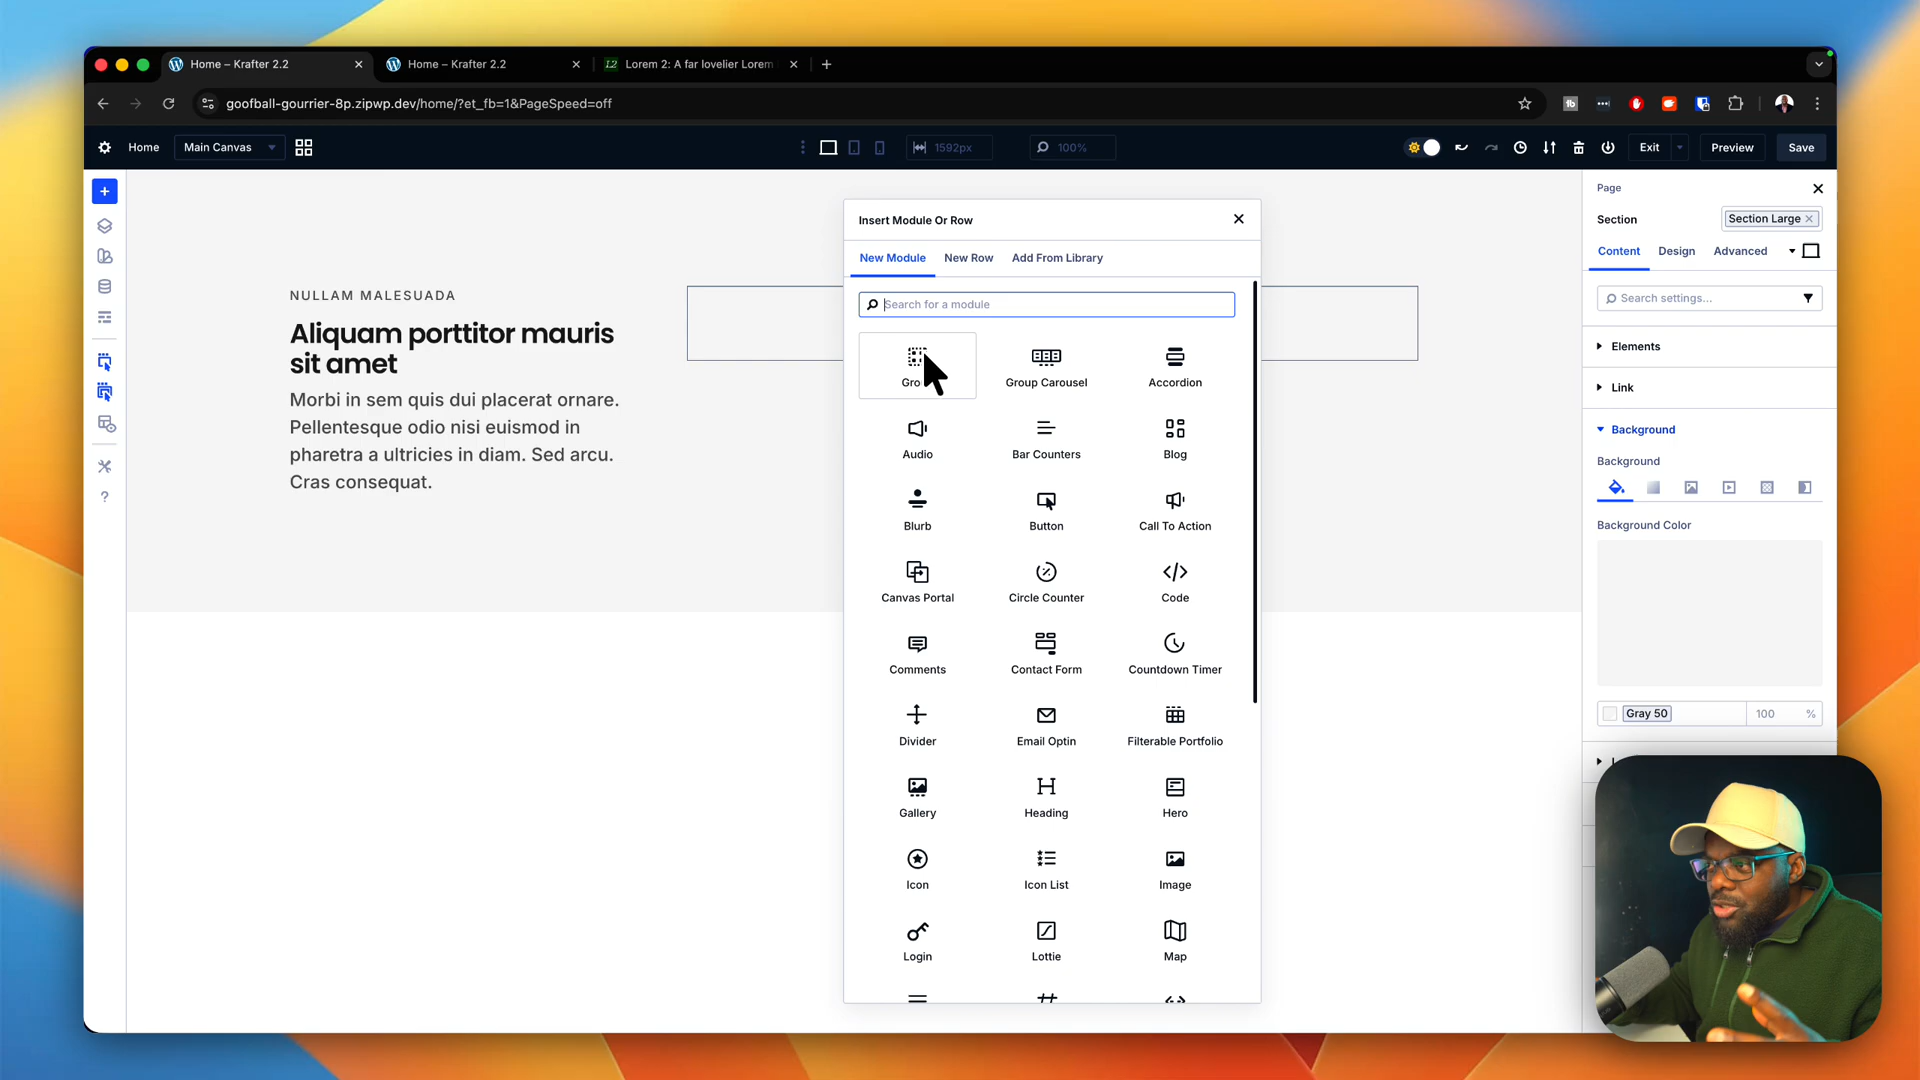 Home – Krafter 2.2
Home – Krafter 2.2
L2 Lorem 2: A far lovelier Lorem
goofball-gourrier-8p.zipwp.dev/home/?et_fb=1&PageSpeed=off
Home
Main Canvas
1592px
100%
Exit
Preview
Save
NULLAM MALESUADA
Aliquam porttitor mauris
sit amet
Morbi in sem quis dui placerat ornare.
Pellentesque odio nisi euismod in
pharetra a ultricies in diam. Sed arcu.
Cras consequat.
Insert Module Or Row
New Module
New Row
Add From Library
Search for a module
Group Carousel
Accordion
Audio
Bar Counters
Blog
Blurb
Button
Call To Action
Canvas Portal
Circle Counter
Code
Comments
Contact Form
Countdown Timer
Divider
Email Optin
Filterable Portfolio
Gallery
Heading
Hero
Icon
Icon List
Image
Login
Lottie
Map
Page
Section
Section Large
Content
Design
Advanced
Search settings...
Elements
Link
Background
Background
Background Color
Gray 50
100
%